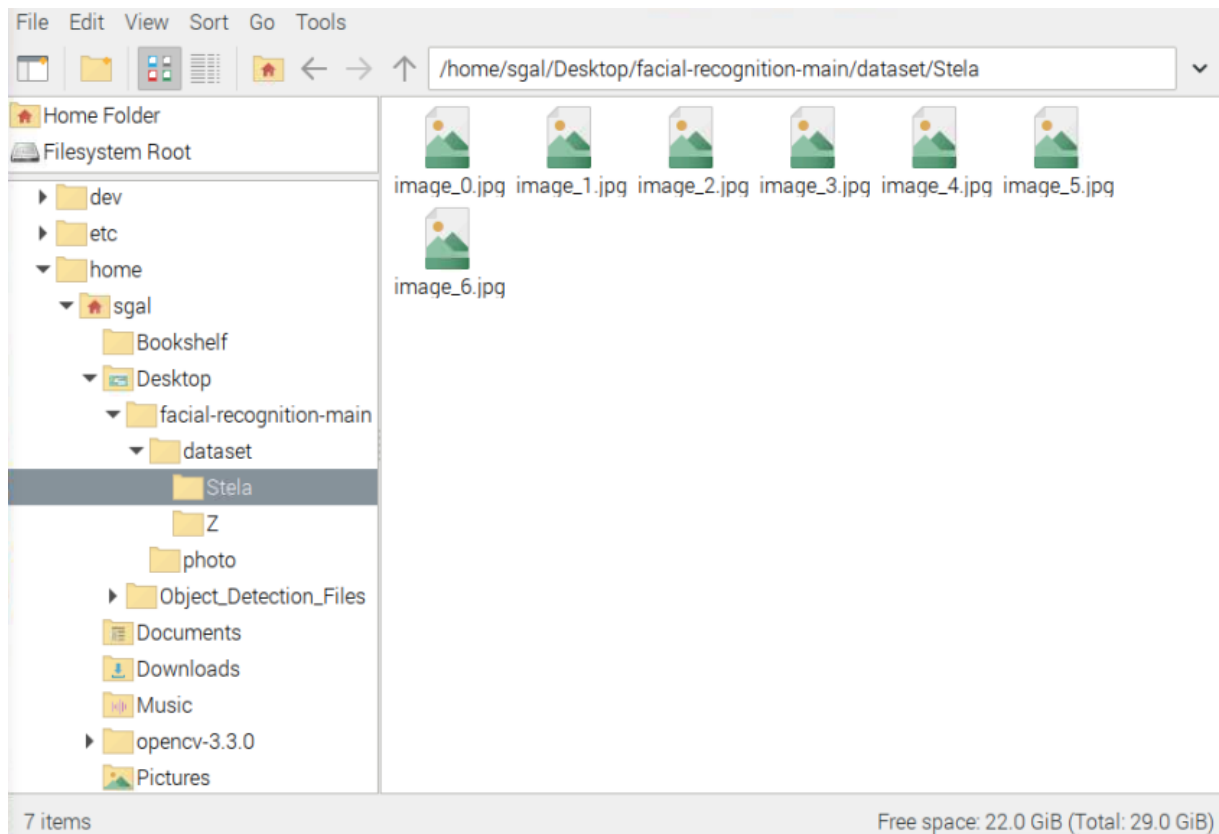 File Edit View Sort Go Tools
/home/sgal/Desktop/facial-recognition-main/dataset/Stela
Home Folder
Filesystem Root
dev
etc
home
sgal
Bookshelf
Desktop
facial-recognition-main
dataset
Stela
Z
photo
Object_Detection_Files
Documents
Downloads
Music
opencv-3.3.0
Pictures
image_0.jpg image_1.jpg image_2.jpg image_3.jpg image_4.jpg image_5.jpg
image_6.jpg
7 items
Free space: 22.0 GiB (Total: 29.0 GiB)